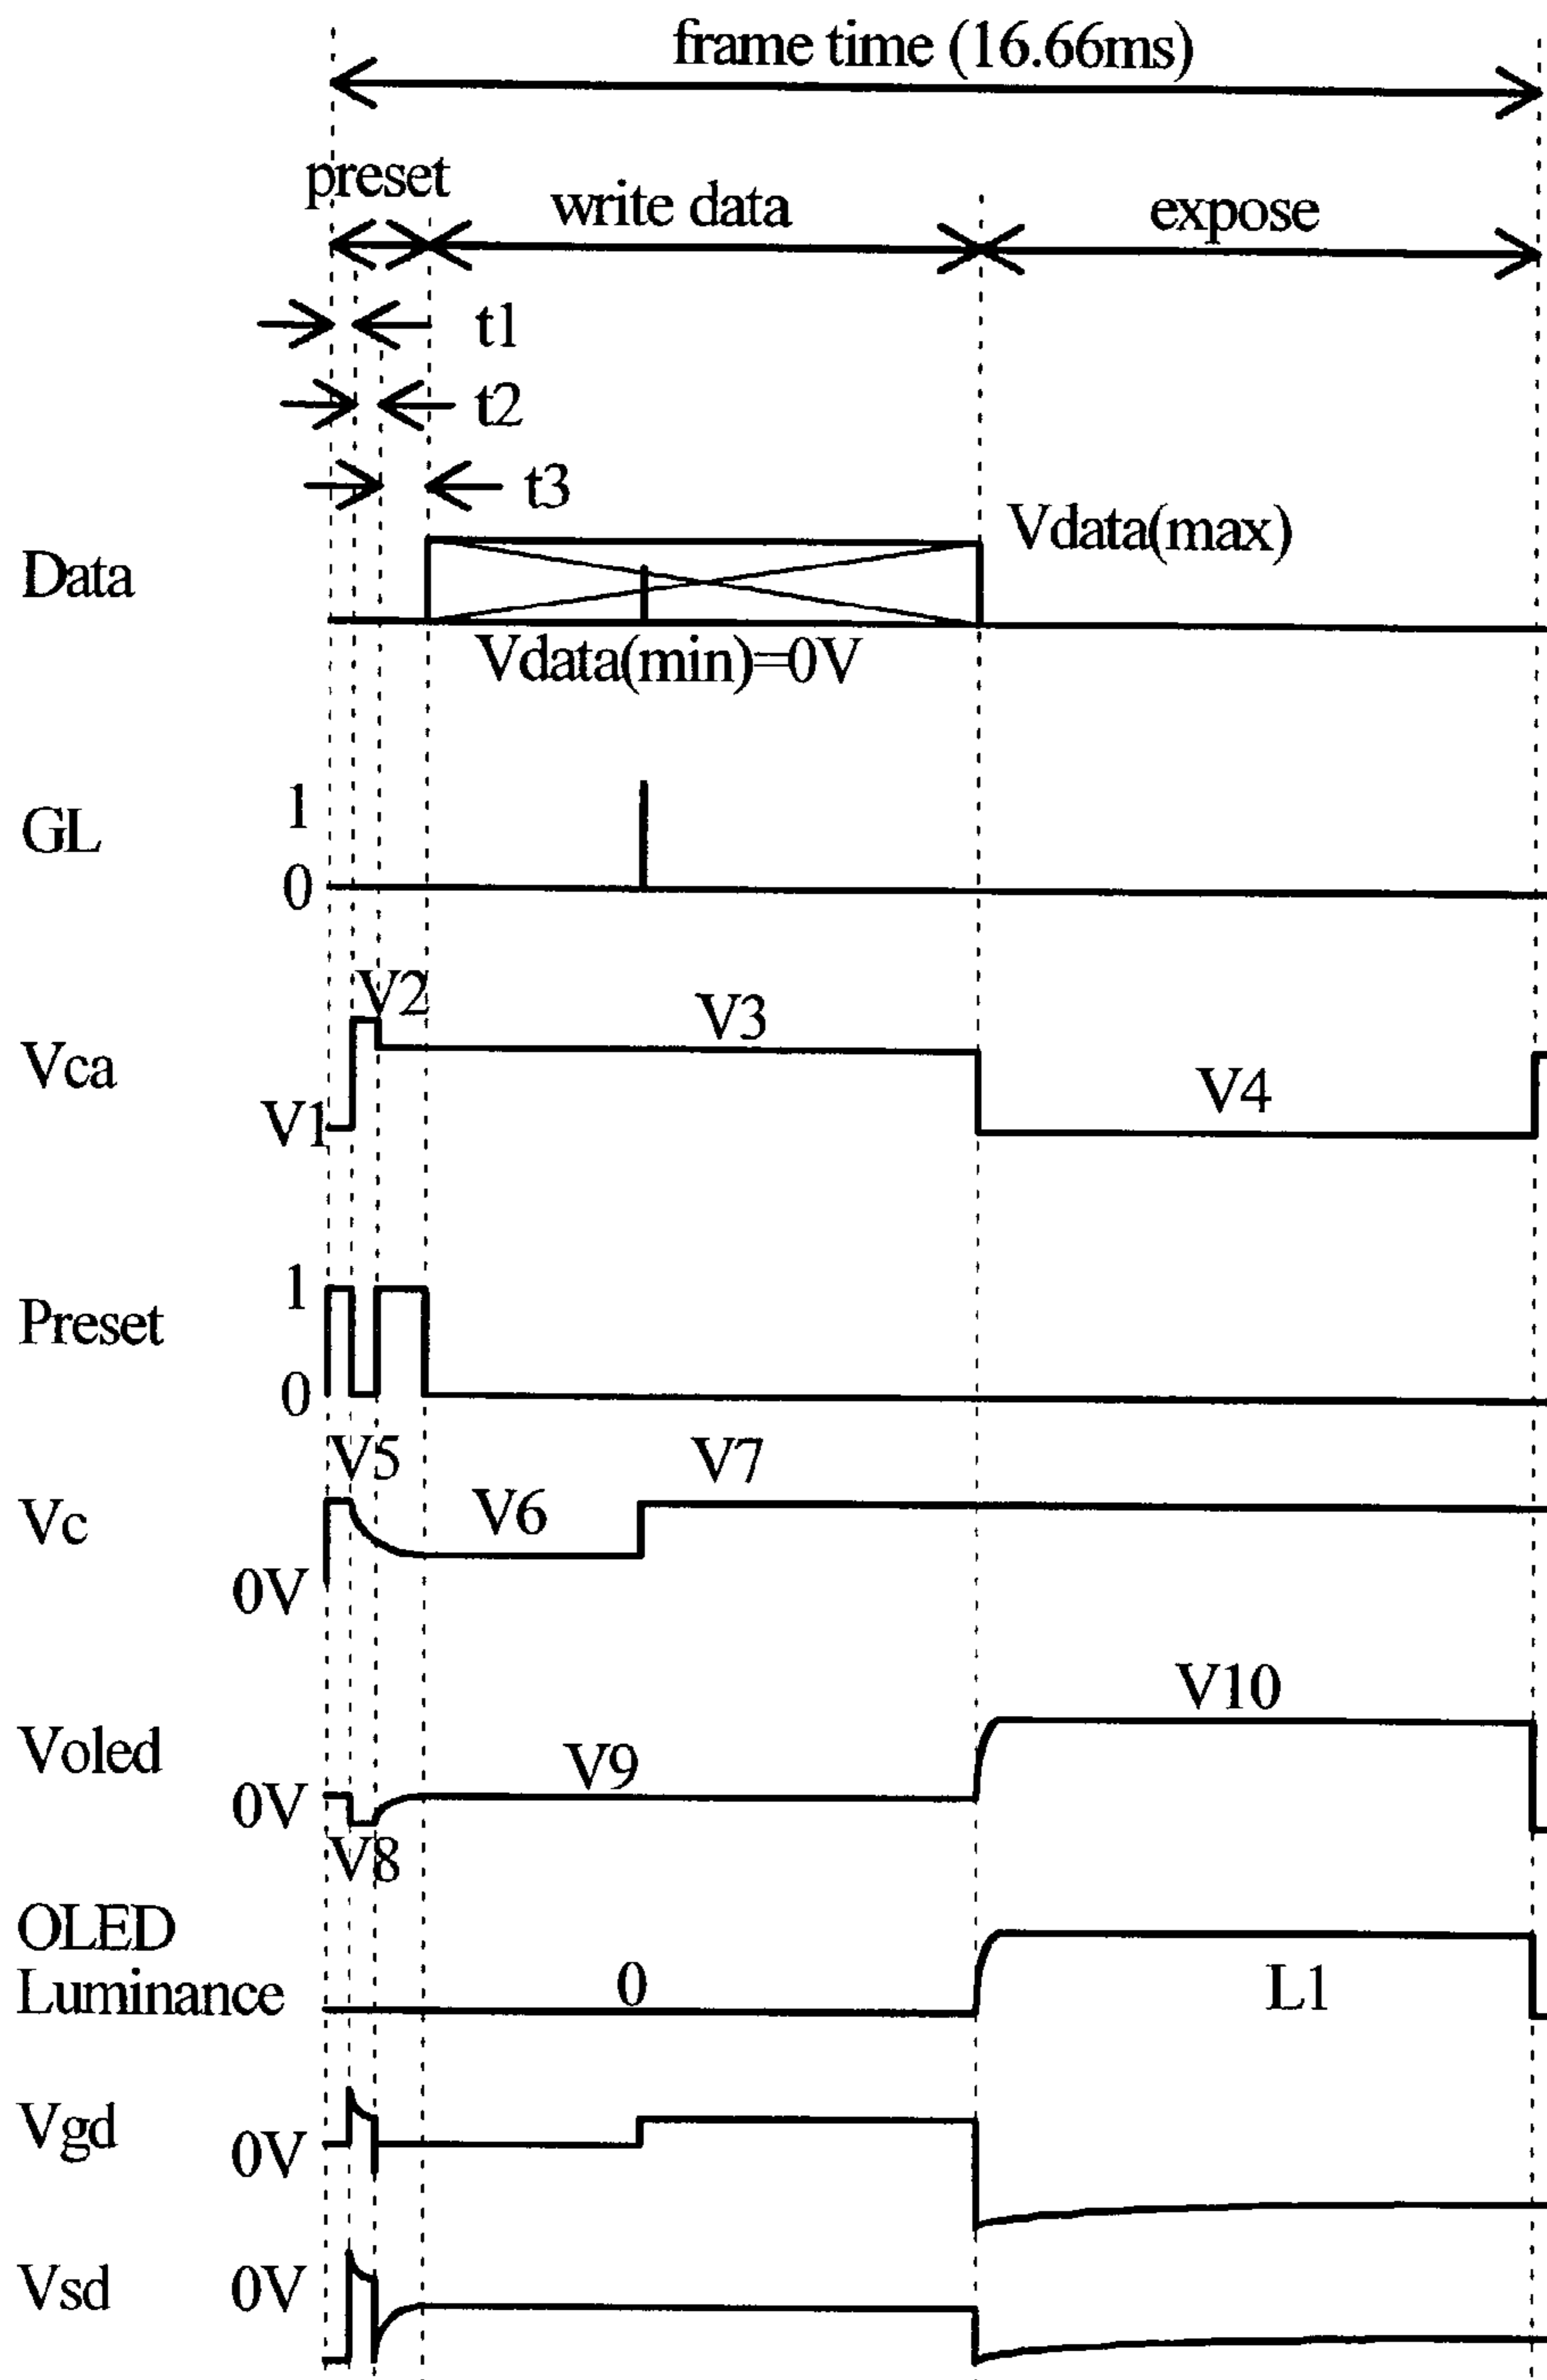 frame time (16.66ms)
preset
write data
expose
t1
t2
t3
Data
Vdata(max)
Vdata(min)=0V
GL
1
0
Vca
V1
V2
V3
V4
Preset
1
0
Vc
0V
V5
V6
V7
Voled
0V
V8
V9
V10
OLED
Luminance
0
L1
Vgd
0V
Vsd
0V